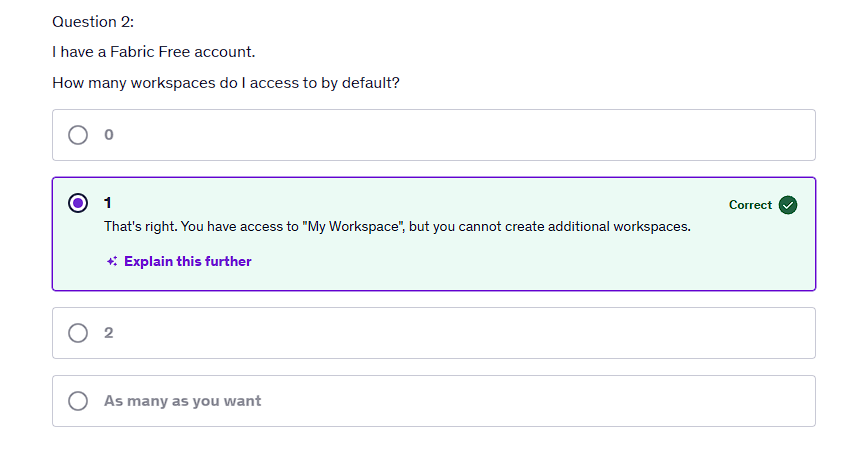 Question 2:
I have a Fabric Free account.
How many workspaces do I access to by default?
0
1
Correct
That's right. You have access to "My Workspace", but you cannot create additional workspaces.
Explain this further
2
As many as you want